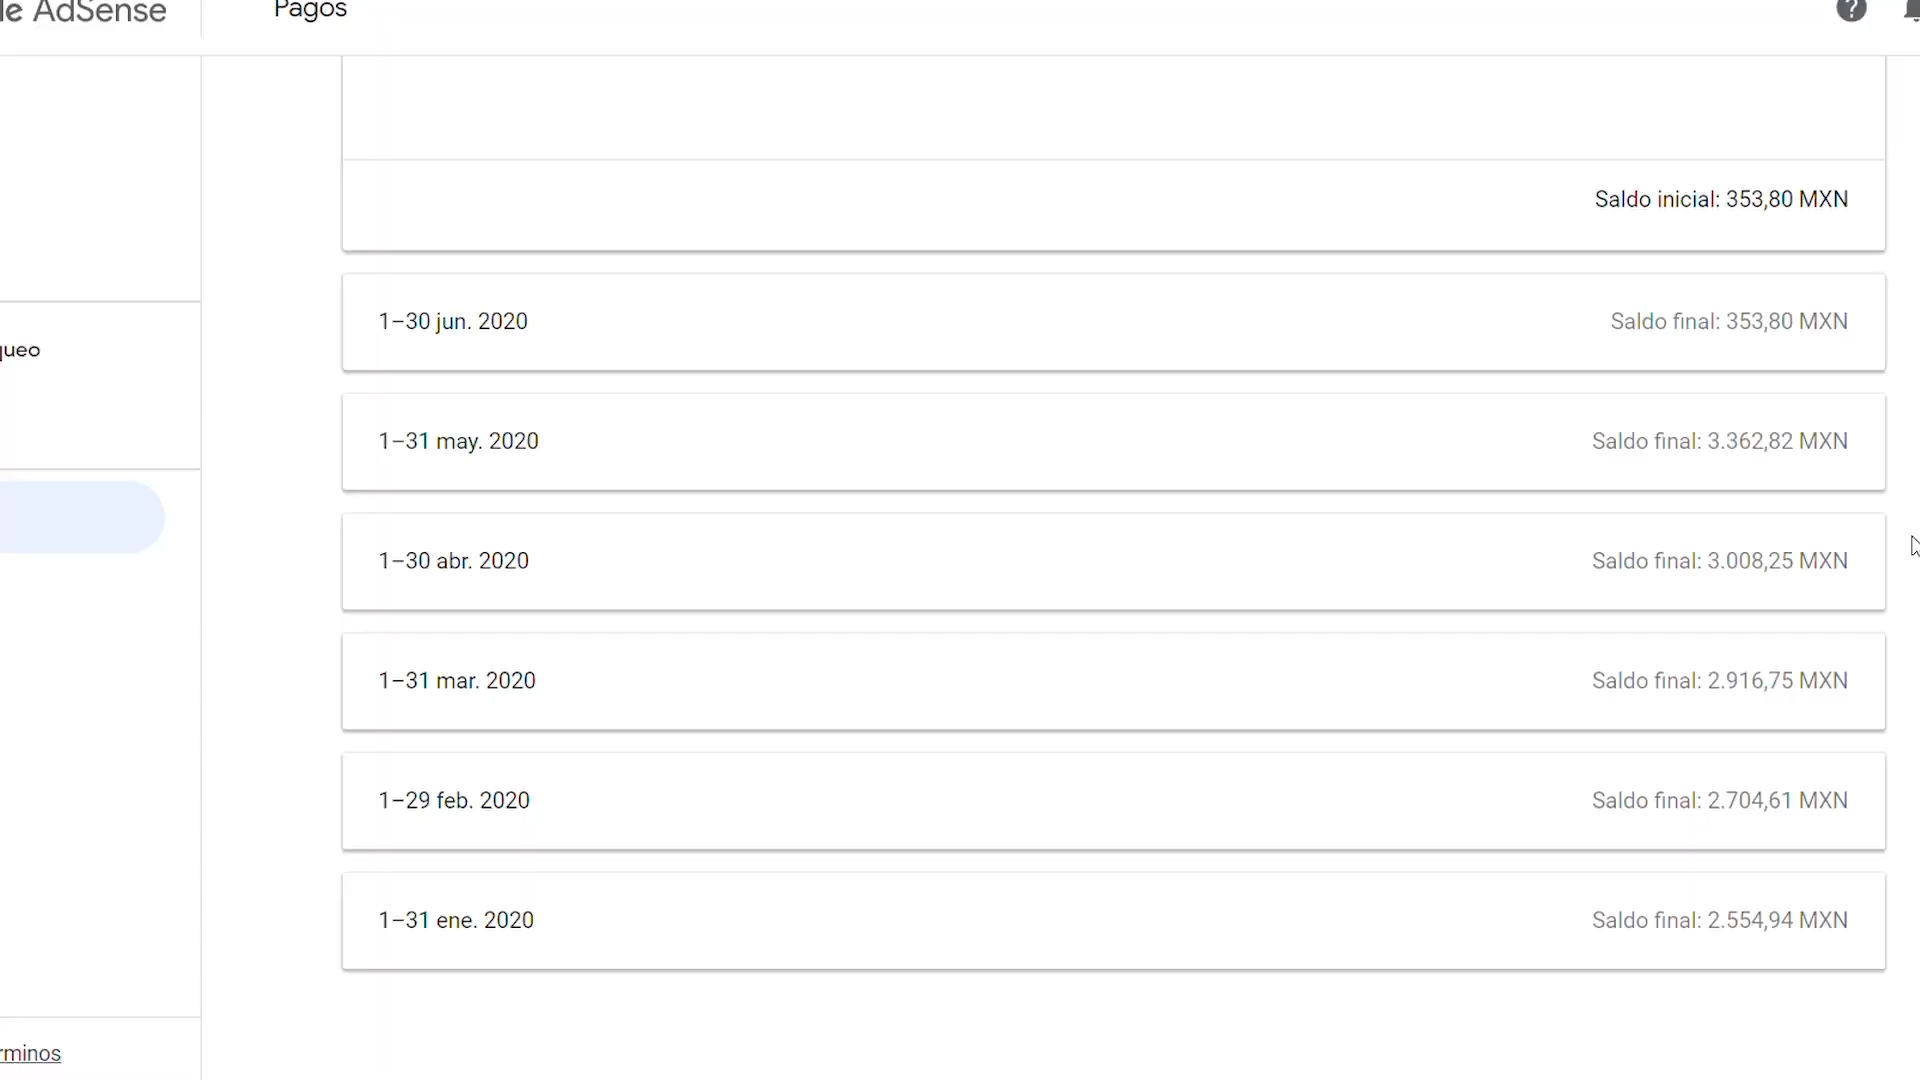 le AdSense
Pagos
Saldo inicial: 353,80 MXN
1–30 jun. 2020
Saldo final: 353,80 MXN
queo
1–31 may. 2020
Saldo final: 3.362,82 MXN
1–30 abr. 2020
Saldo final: 3.008,25 MXN
1–31 mar. 2020
Saldo final: 2.916,75 MXN
1–29 feb. 2020
Saldo final: 2.704,61 MXN
1–31 ene. 2020
Saldo final: 2.554,94 MXN
rminos